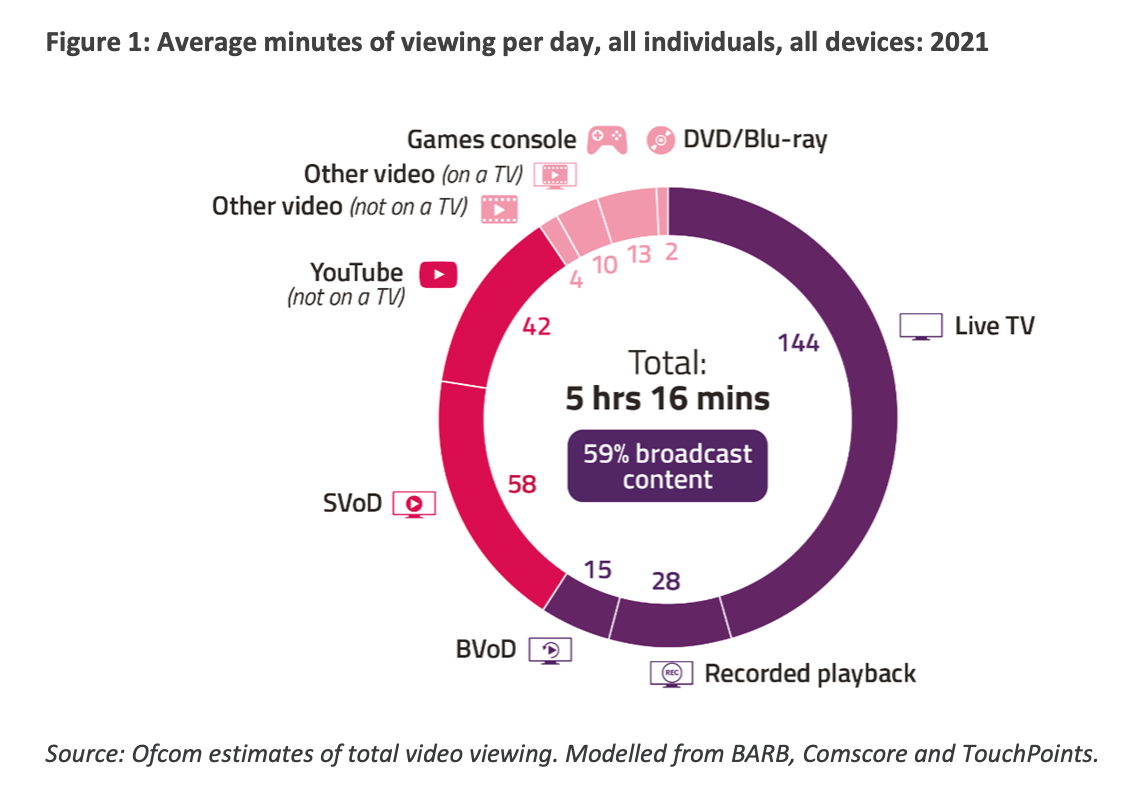 Figure 1: Average minutes of viewing per day, all individuals, all devices: 2021
Games console
DVD/Blu-ray
Other video (on a TV)
Other video (not on a TV)
YouTube
(not on a TV)
SVoD
BVoD
REC
Recorded playback
Live TV
4
10
13
2
42
144
58
15
28
Total:
5 hrs 16 mins
59% broadcast
content
Source: Ofcom estimates of total video viewing. Modelled from BARB, Comscore and TouchPoints.